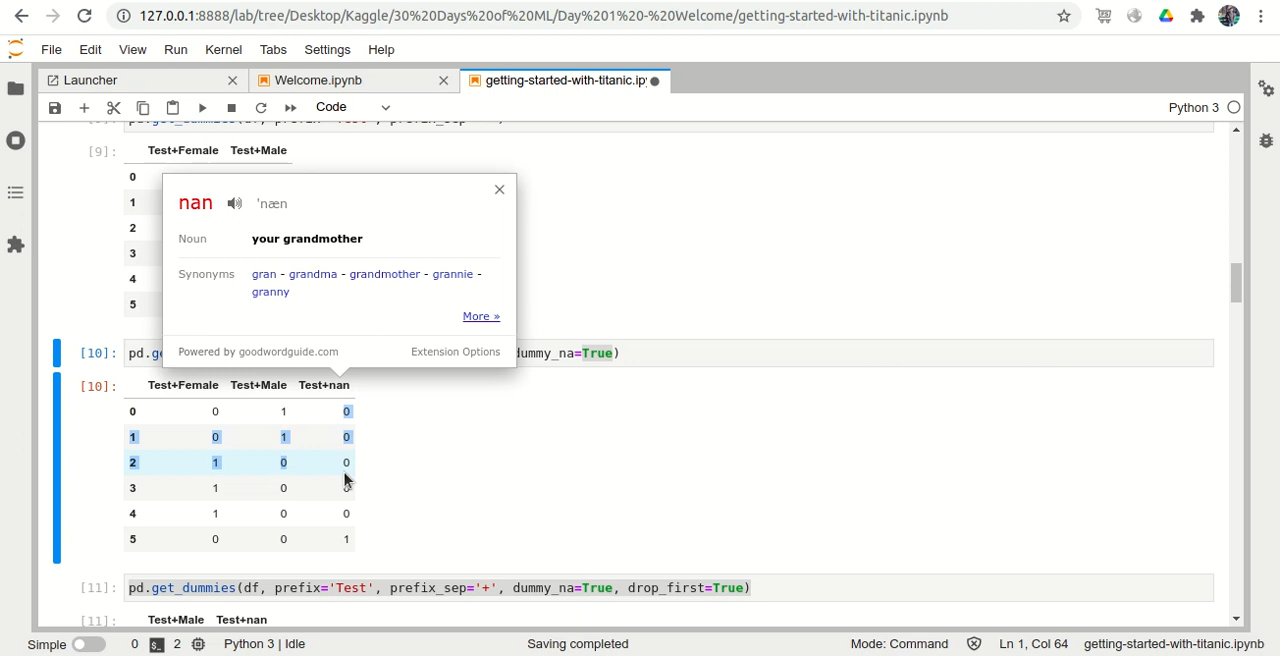 127.0.0.1:8888/lab/tree/Desktop/Kaggle/30%20Days%20of%20ML/Day%201%20-%20Welcome/getting-started-with-titanic.ipynb
File Edit View Run Kernel Tabs Settings Help
Launcher Welcome.ipynb getting-started-with-titanic.ip
Code Python 3
[9]: Test+Female Test+Male
0
1
2
3
4
5
nan 'næn
Noun your grandmother
Synonyms gran - grandma - grandmother - grannie -
granny
More »
Powered by goodwordguide.com Extension Options
[10]: pd.ge dummy_na=True)
[10]: Test+Female Test+Male Test+nan
0 0 1 0
1 0 1 0
2 1 0 0
3 1 0
4 1 0 0
5 0 0 1
[11]: pd.get_dummies(df, prefix='Test', prefix_sep='+', dummy_na=True, drop_first=True)
[11]: Test+Male Test+nan
Simple 0 2 Python 3 | Idle Saving completed Mode: Command Ln 1, Col 64 getting-started-with-titanic.ipynb